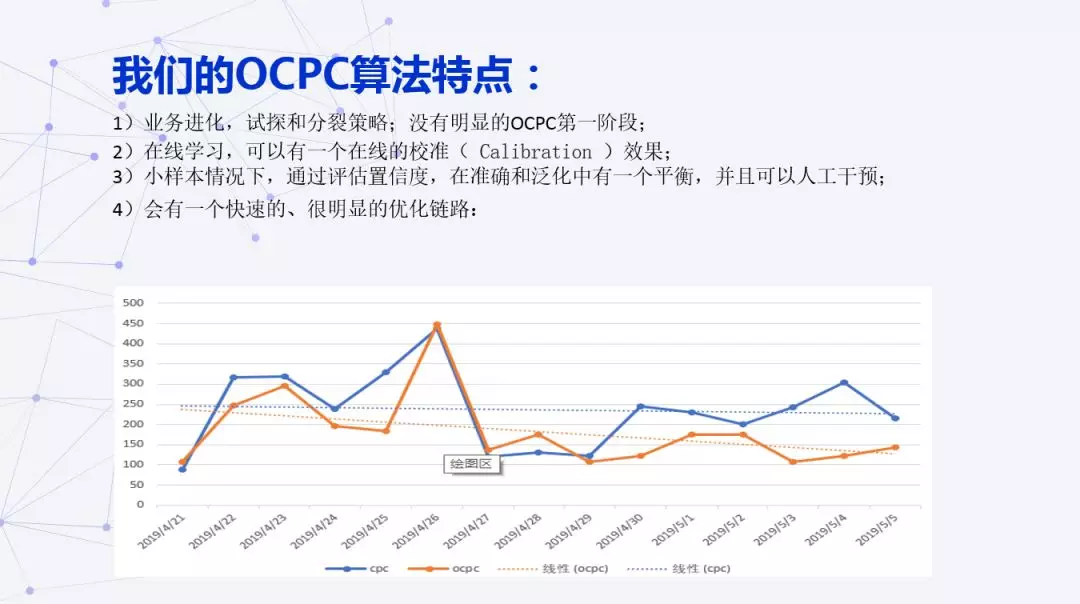 我们的OCPC算法特点：
1）业务进化，试探和分裂策略；没有明显的OCPC第一阶段；
2）在线学习，可以有一个在线的校准（ Calibration ）效果；
3）小样本情况下，通过评估置信度，在准确和泛化中有一个平衡，并且可以人工干预；
4）会有一个快速的、很明显的优化链路：
500
450
400
350
300
250
200
150
100
50
0
绘图区
2019/4/21 2019/4/22 2019/4/23 2019/4/24 2019/4/25 2019/4/26 2019/4/27 2019/4/28 2019/4/29 2019/4/30 2019/5/1 2019/5/2 2019/5/3 2019/5/4 2019/5/5
cpc ocpc 线性 (ocpc) 线性 (cpc)